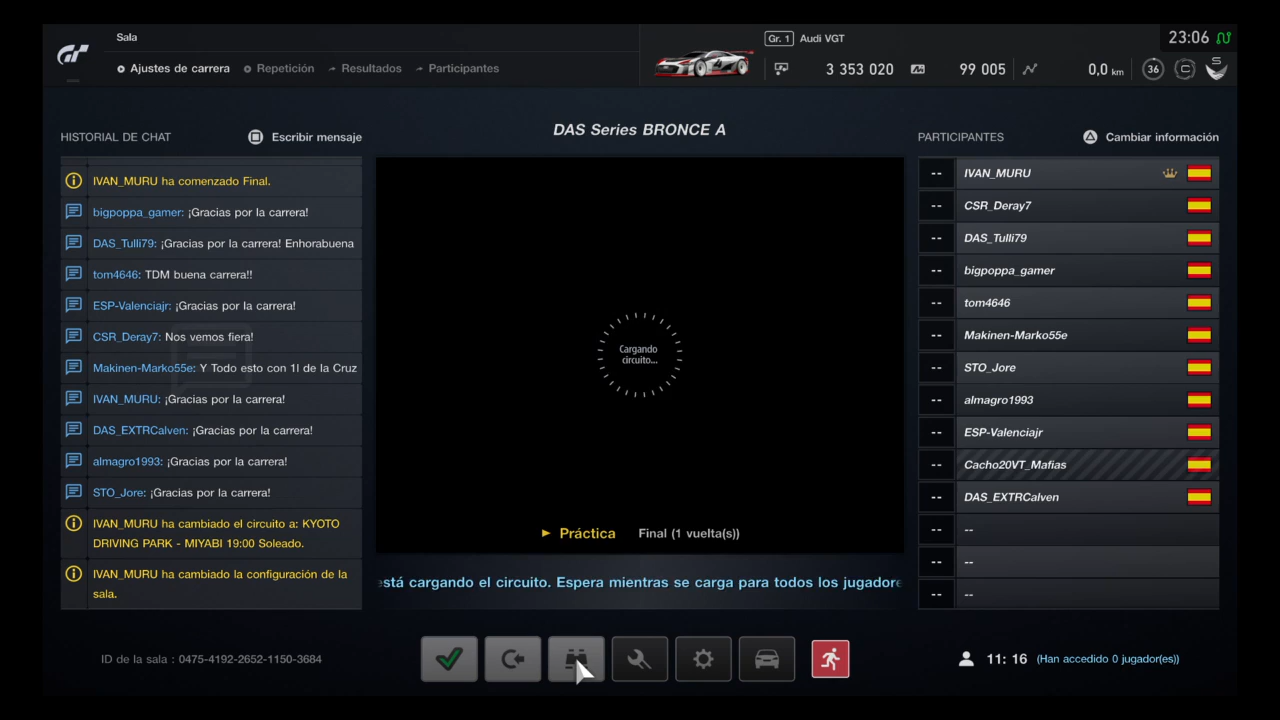 Sala
Gr. 1 Audi VGT
23:06
Ajustes de carrera Repetición Resultados Participantes
3 353 020 99 005 0,0 km 36 S
HISTORIAL DE CHAT Escribir mensaje
DAS Series BRONCE A
PARTICIPANTES Cambiar información
IVAN_MURU ha comenzado Final.
bigpoppa_gamer: ¡Gracias por la carrera!
DAS_Tulli79: ¡Gracias por la carrera! Enhorabuena
tom4646: TDM buena carrera!!
ESP-Valenciajr: ¡Gracias por la carrera!
CSR_Deray7: Nos vemos fiera!
Makinen-Marko55e: Y Todo esto con 1l de la Cruz
IVAN_MURU: ¡Gracias por la carrera!
DAS_EXTRCalven: ¡Gracias por la carrera!
almagro1993: ¡Gracias por la carrera!
STO_Jore: ¡Gracias por la carrera!
IVAN_MURU ha cambiado el circuito a: KYOTO
DRIVING PARK - MIYABI 19:00 Soleado.
IVAN_MURU ha cambiado la configuración de la
sala.
Cargando
circuito...
Práctica Final (1 vuelta(s))
está cargando el circuito. Espera mientras se carga para todos los jugadore
-- IVAN_MURU
-- CSR_Deray7
-- DAS_Tulli79
-- bigpoppa_gamer
-- tom4646
-- Makinen-Marko55e
-- STO_Jore
-- almagro1993
-- ESP-Valenciajr
-- Cacho20VT_Mafias
-- DAS_EXTRCalven
-- --
-- --
-- --
ID de la sala : 0475-4192-2652-1150-3684
11: 16 (Han accedido 0 jugador(es))